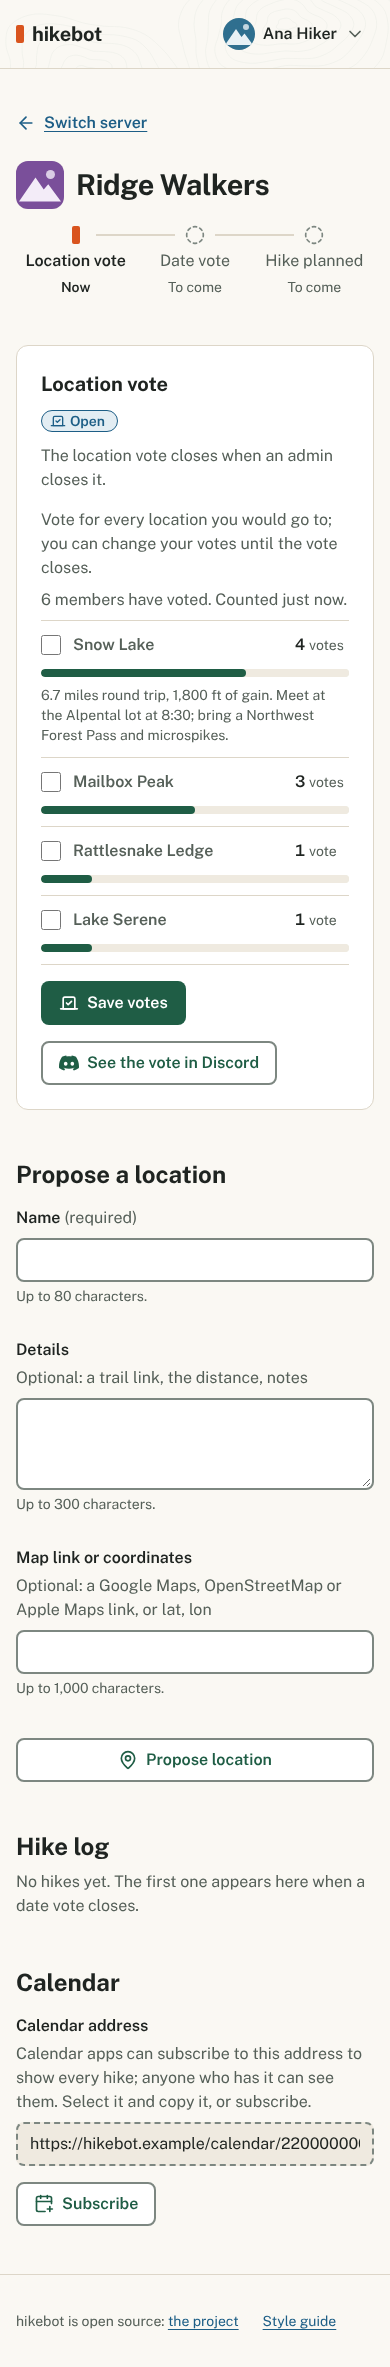 hikebot
Ana Hiker
Switch server
Ridge Walkers
Location vote
Now
Date vote
To come
Hike planned
To come
Location vote
Open
The location vote closes when an admin
closes it.
Vote for every location you would go to;
you can change your votes until the vote
closes.
6 members have voted. Counted just now.
Snow Lake 4 votes
6.7 miles round trip, 1,800 ft of gain. Meet at
the Alpental lot at 8:30; bring a Northwest
Forest Pass and microspikes.
Mailbox Peak 3 votes
Rattlesnake Ledge 1 vote
Lake Serene 1 vote
Save votes
See the vote in Discord
Propose a location
Name (required)
Up to 80 characters.
Details
Optional: a trail link, the distance, notes
Up to 300 characters.
Map link or coordinates
Optional: a Google Maps, OpenStreetMap or
Apple Maps link, or lat, lon
Up to 1,000 characters.
Propose location
Hike log
No hikes yet. The first one appears here when a
date vote closes.
Calendar
Calendar address
Calendar apps can subscribe to this address to
show every hike; anyone who has it can see
them. Select it and copy it, or subscribe.
https://hikebot.example/calendar/220000000
Subscribe
hikebot is open source: the project
Style guide